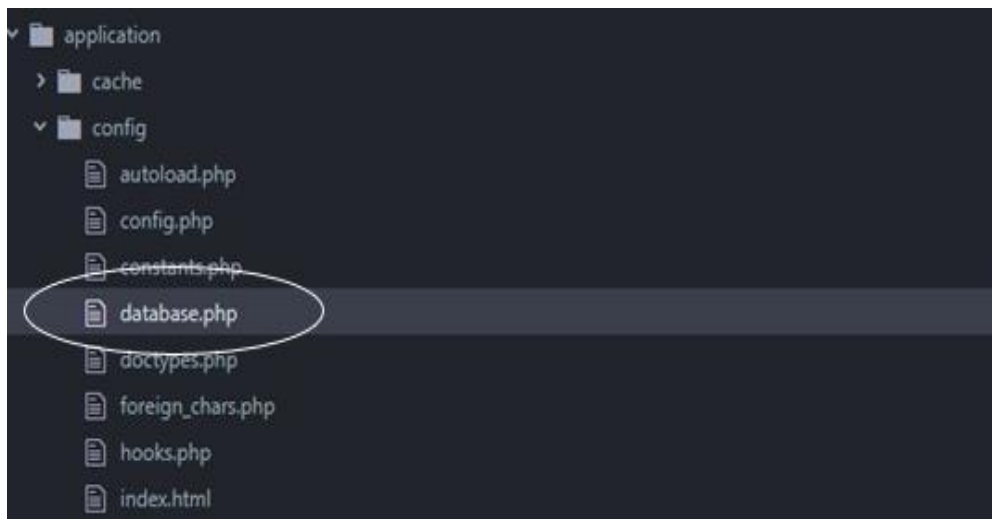 application
cache
config
autoload.php
config.php
constants.php
database.php
doctypes.php
foreign_chars.php
hooks.php
index.html